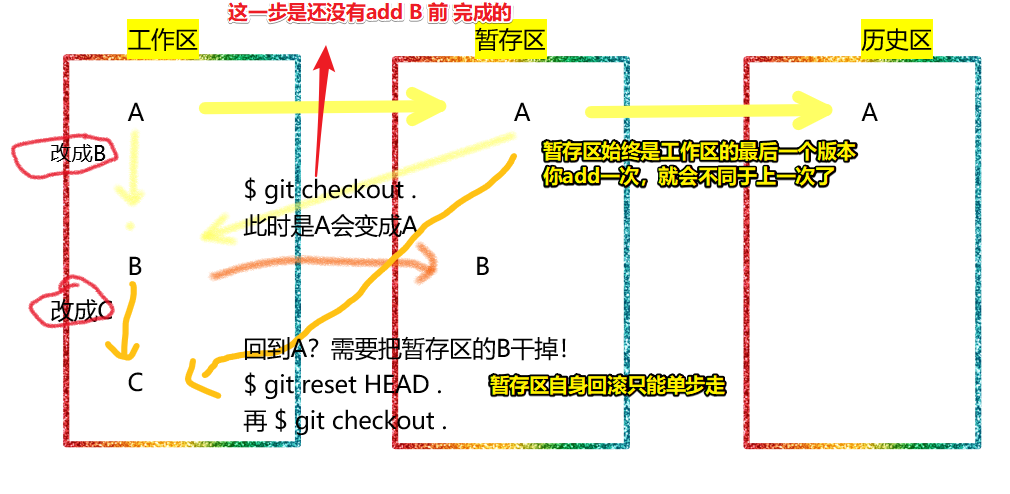 这一步是还没有add B 前 完成的
工作区
暂存区
历史区
A
A
A
改成B
暂存区始终是工作区的最后一个版本
你add一次，就会不同于上一次了
$ git checkout .
此时是A会变成A
B
B
改成C
回到A？需要把暂存区的B干掉！
C
$ git reset HEAD .
暂存区自身回滚只能单步走
再 $ git checkout .